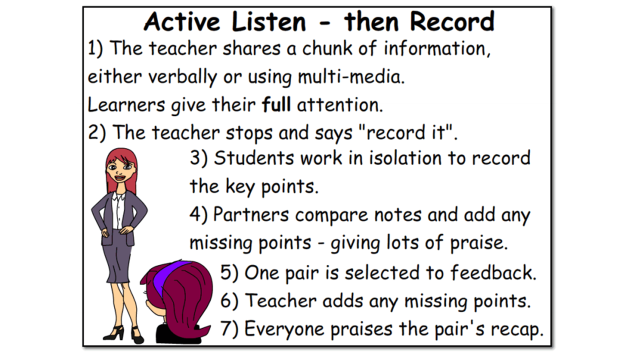 Active Listen - then Record
1) The teacher shares a chunk of information,
either verbally or using multi-media.
Learners give their full attention.
2) The teacher stops and says "record it".
3) Students work in isolation to record
the key points.
4) Partners compare notes and add any
missing points - giving lots of praise.
5) One pair is selected to feedback.
6) Teacher adds any missing points.
7) Everyone praises the pair's recap.